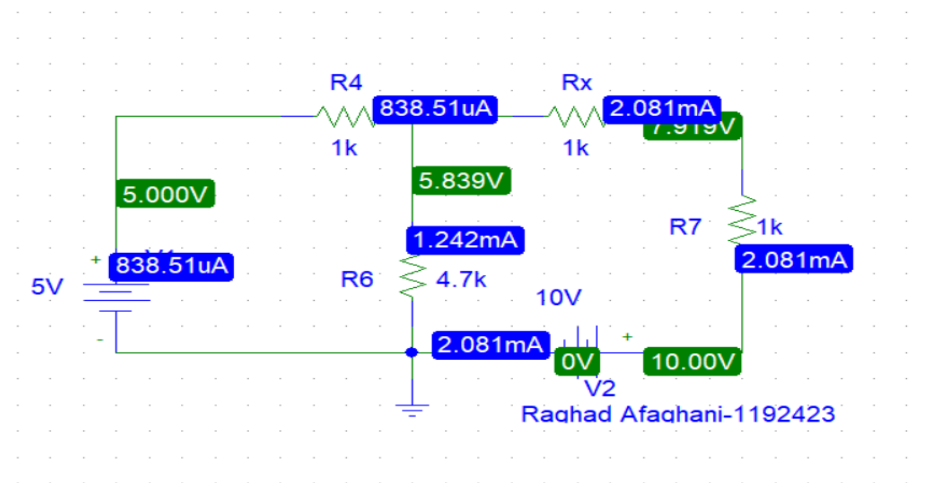 R4
Rx
838.51uA
2.081mA
7.919V
1k
1k
5.000V
5.839V
R7
1k
1.242mA
+
838.51uA
2.081mA
5V
R6
4.7k
10V
-
2.081mA
+
0V
10.00V
V2
Raghad Afaghani-1192423